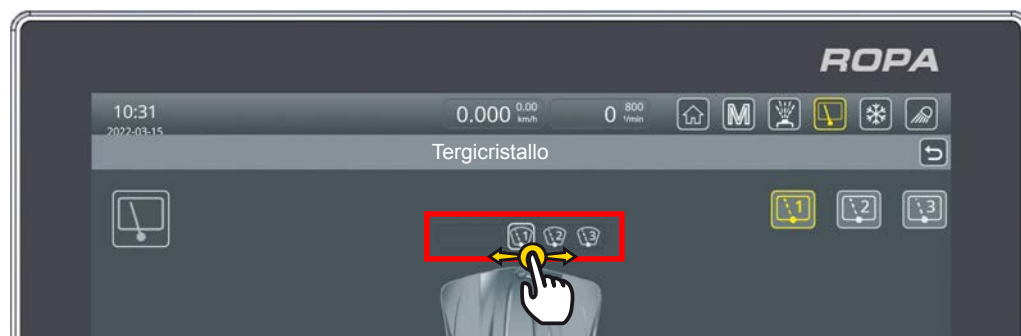 ROPA
10:31
0.000 0.00 km/h
0 800 1/min
M
2022-03-15
Tergicristallo
1 2 3
1 2 3